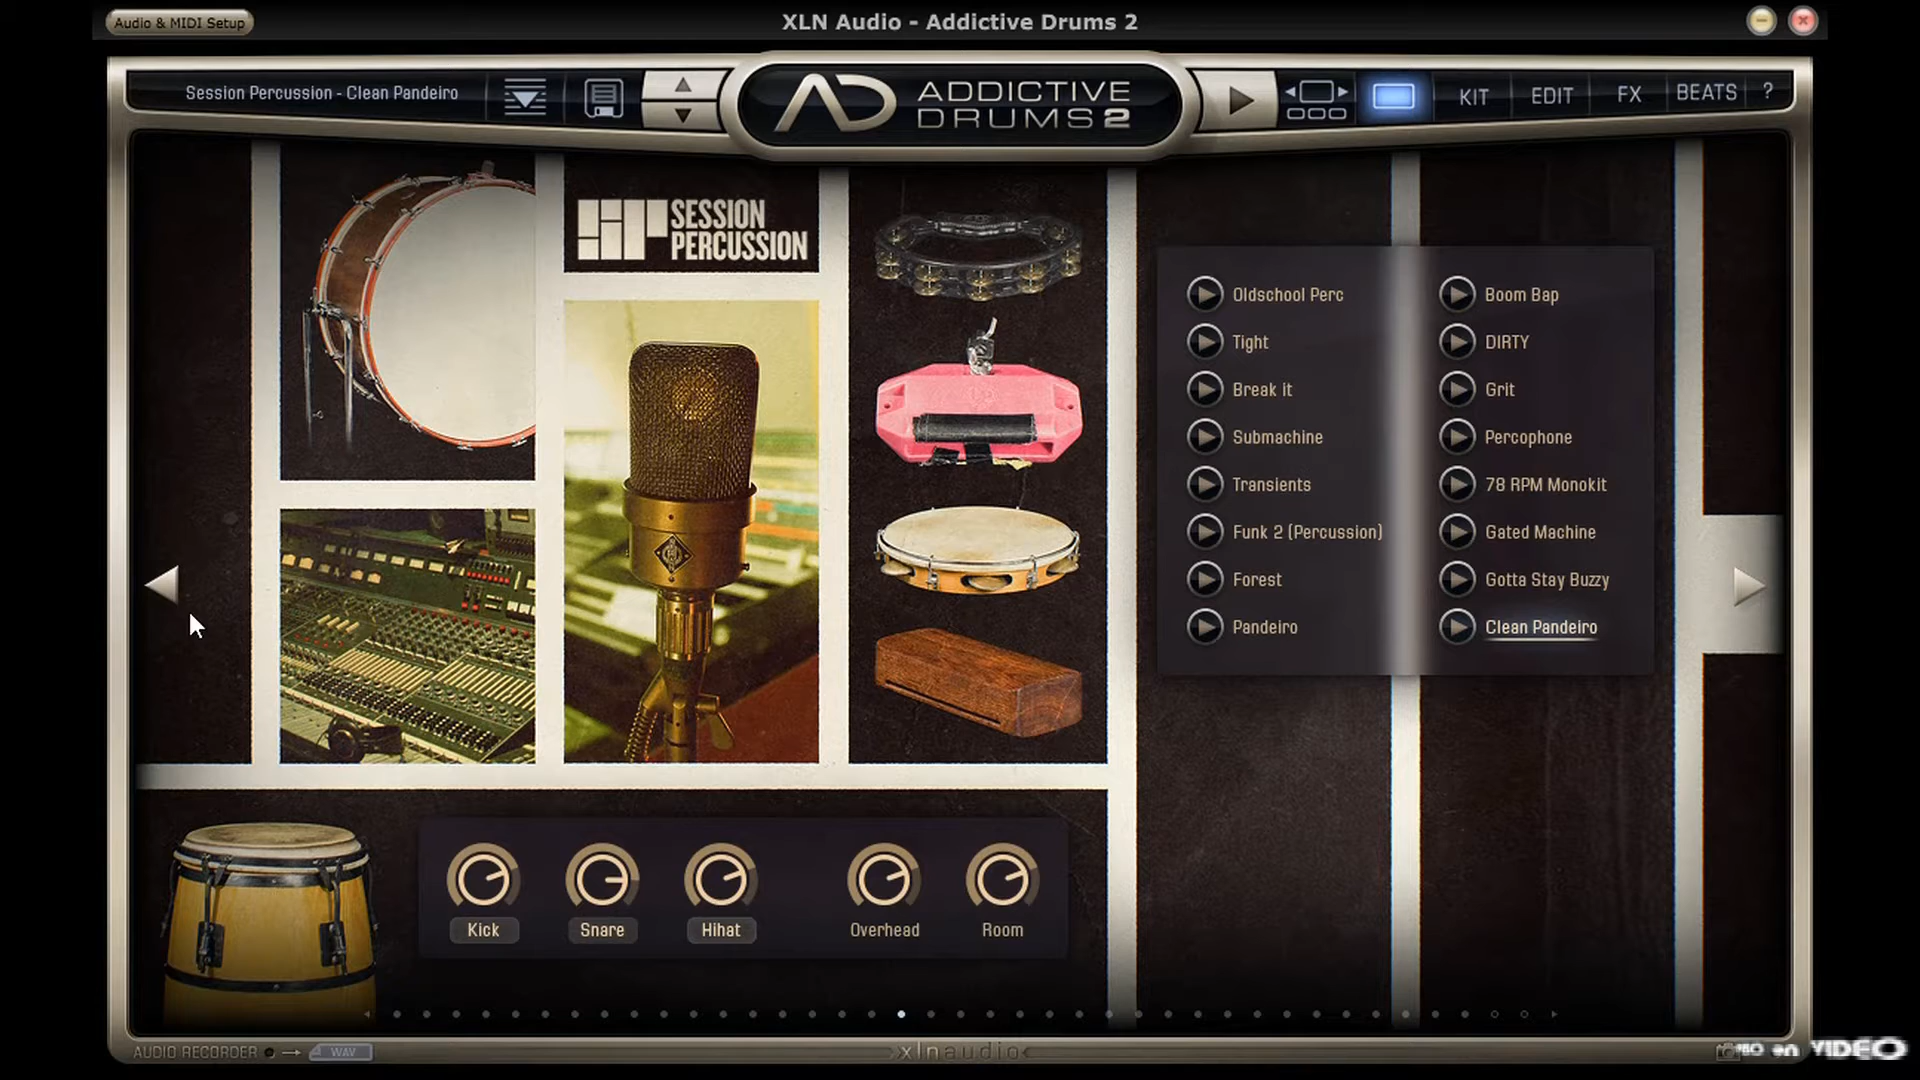 Audio & MIDI Setup
XLN Audio - Addictive Drums 2
Session Percussion - Clean Pandeiro
ADDICTIVE
DRUMS 2
KIT
EDIT
FX
BEATS
?
SESSION
PERCUSSION
Oldschool Perc
Boom Bap
Tight
DIRTY
Break it
Grit
Submachine
Percophone
Transients
78 RPM Monokit
Funk 2 (Percussion)
Gated Machine
Forest
Gotta Stay Buzzy
Pandeiro
Clean Pandeiro
Kick
Snare
Hihat
Overhead
Room
AUDIO RECORDER
WAV
xlnaudio
en VIDEO